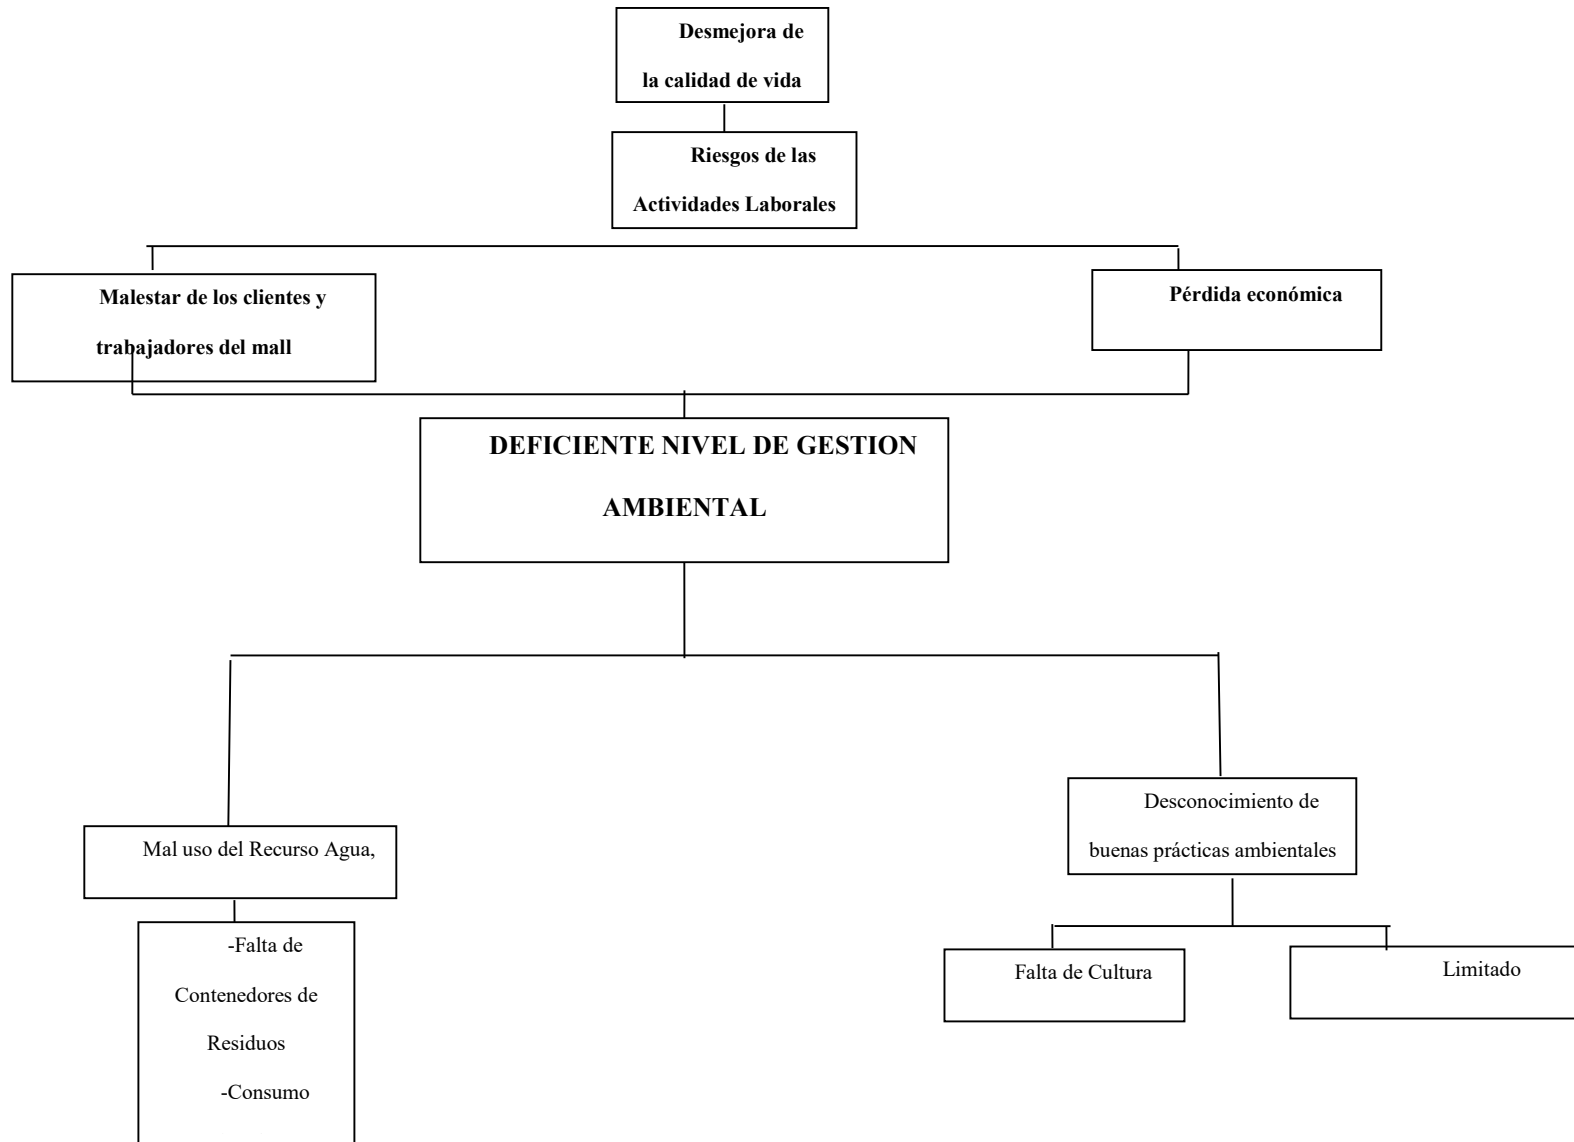 Desmejora de
la calidad de vida
Riesgos de las
Actividades Laborales
Malestar de los clientes y
trabajadores del mall
Pérdida económica
DEFICIENTE NIVEL DE GESTION
AMBIENTAL
Mal uso del Recurso Agua,
-Falta de
Contenedores de
Residuos
-Consumo
Desconocimiento de
buenas prácticas ambientales
Falta de Cultura
Limitado